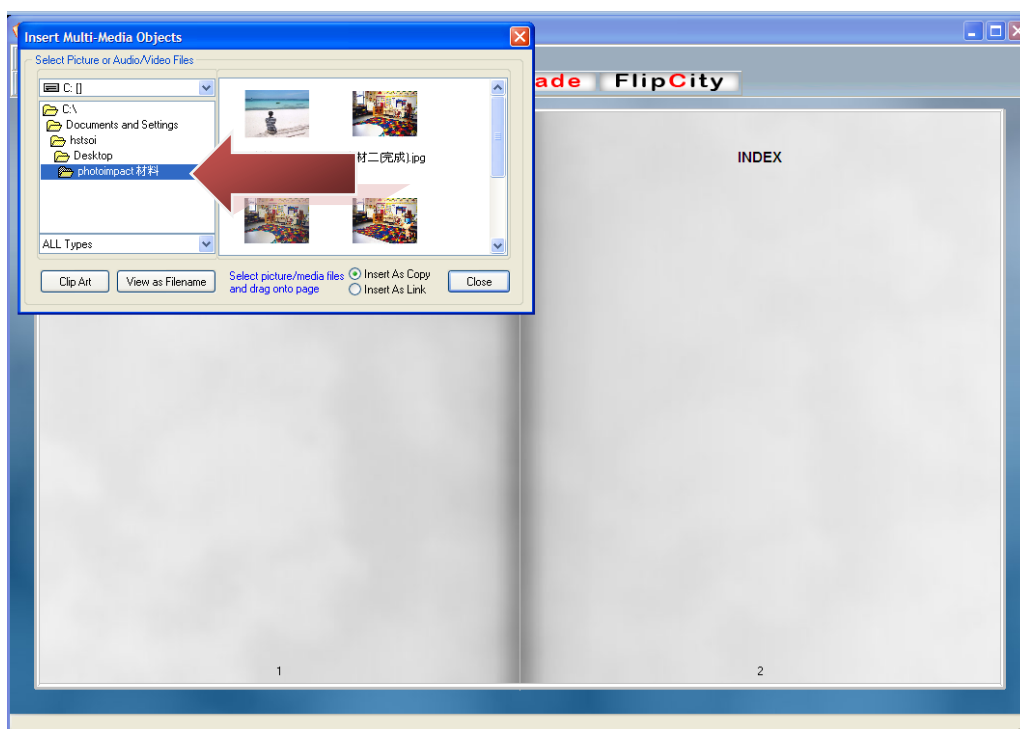 Insert Multi-Media Objects
Select Picture or Audio/Video Files
C: []
C:\
Documents and Settings
hstsoi
Desktop
photoimpact 材料
材二(完成).jpg
ALL Types
Clip Art
View as Filename
Select picture/media files
and drag onto page
Insert As Copy
Insert As Link
Close
ade FlipCity
INDEX
1
2